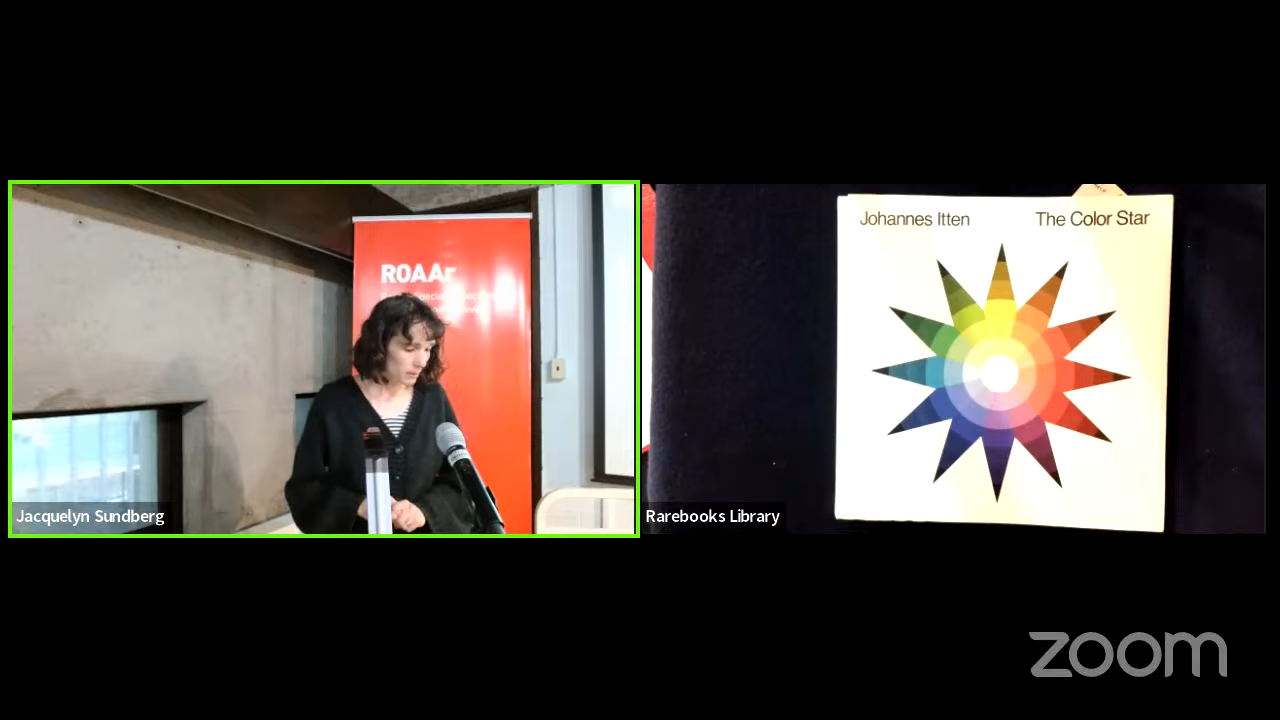 ROAAr
Jacquelyn Sundberg
Johannes Itten
The Color Star
Rarebooks Library
zoom